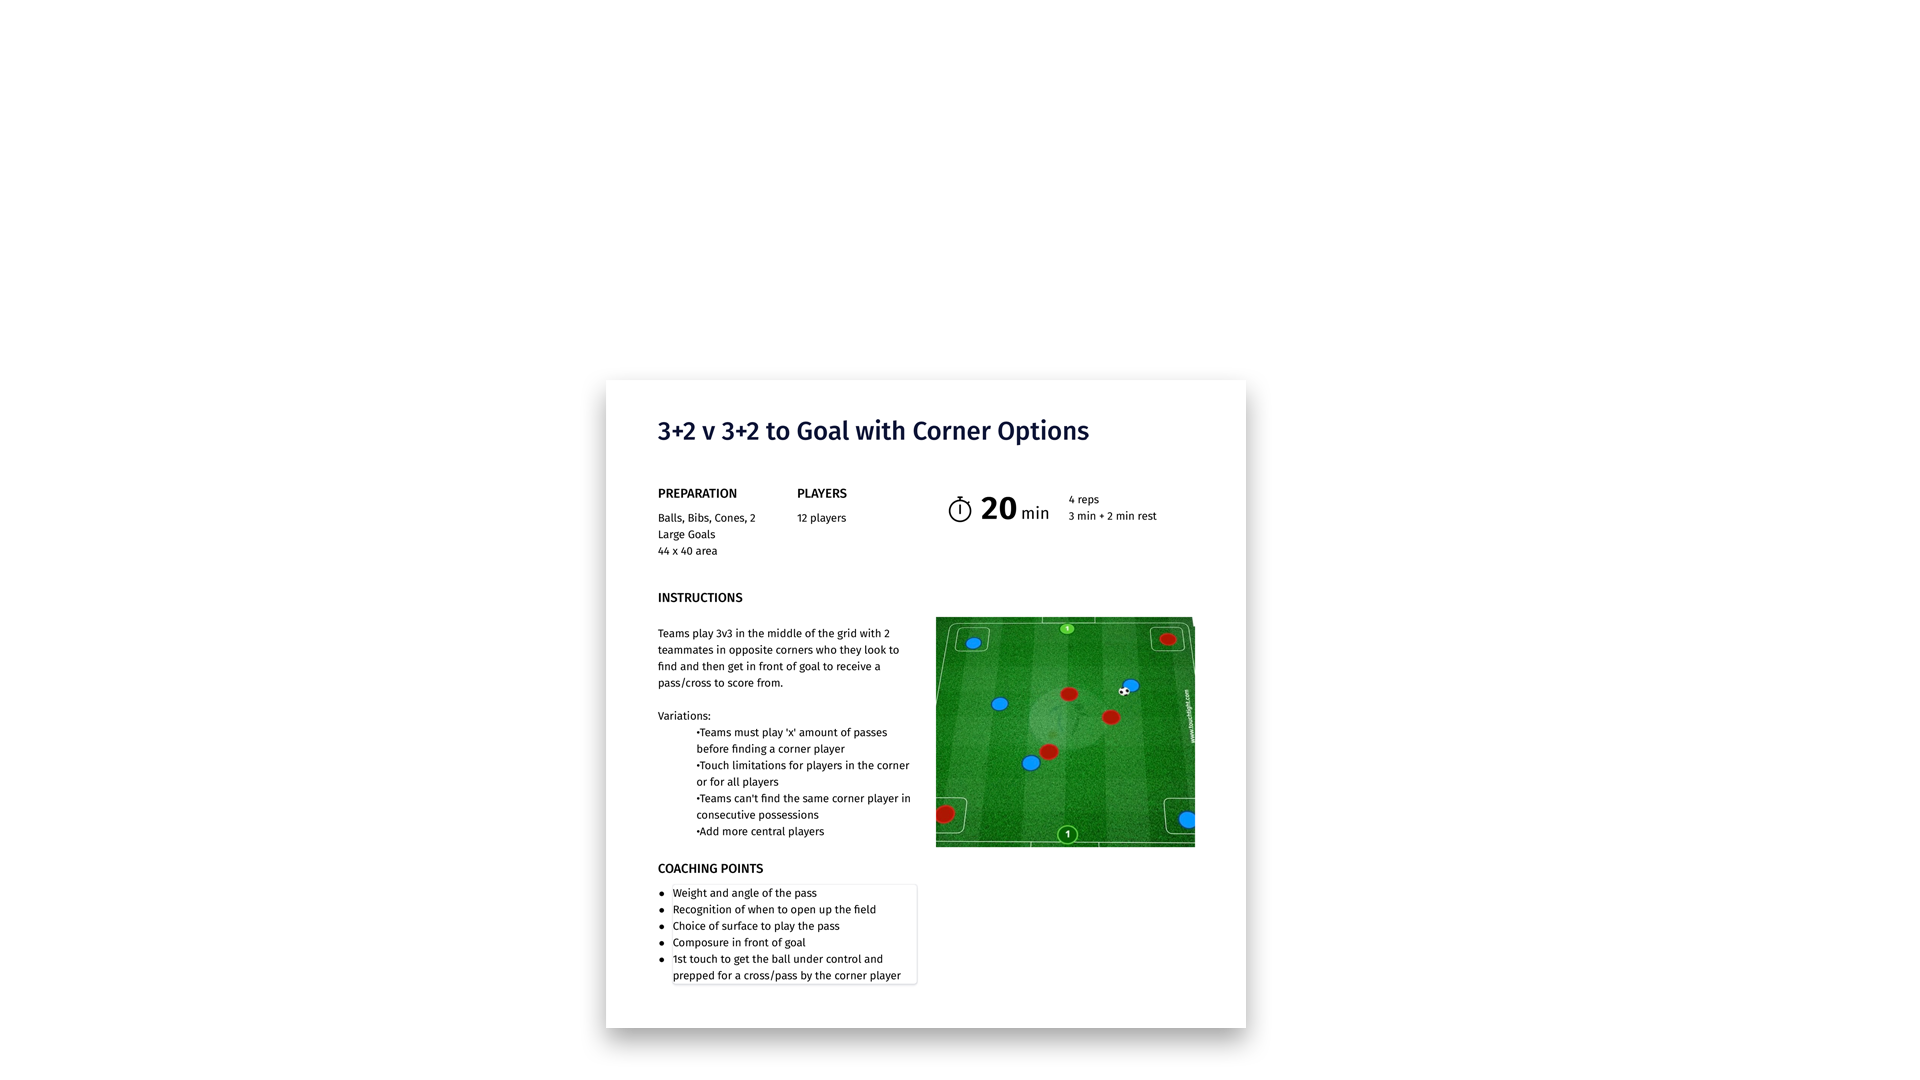 3+2 v 3+2 to Goal with Corner Options
PREPARATION
Balls, Bibs, Cones, 2
Large Goals
44 x 40 area
PLAYERS
12 players
20 min
4 reps
3 min + 2 min rest
INSTRUCTIONS
Teams play 3v3 in the middle of the grid with 2
teammates in opposite corners who they look to
find and then get in front of goal to receive a
pass/cross to score from.
Variations:
•Teams must play 'x' amount of passes
before finding a corner player
•Touch limitations for players in the corner
or for all players
•Teams can't find the same corner player in
consecutive possessions
•Add more central players
1
1
COACHING POINTS
● Weight and angle of the pass
● Recognition of when to open up the field
● Choice of surface to play the pass
● Composure in front of goal
● 1st touch to get the ball under control and
prepped for a cross/pass by the corner player